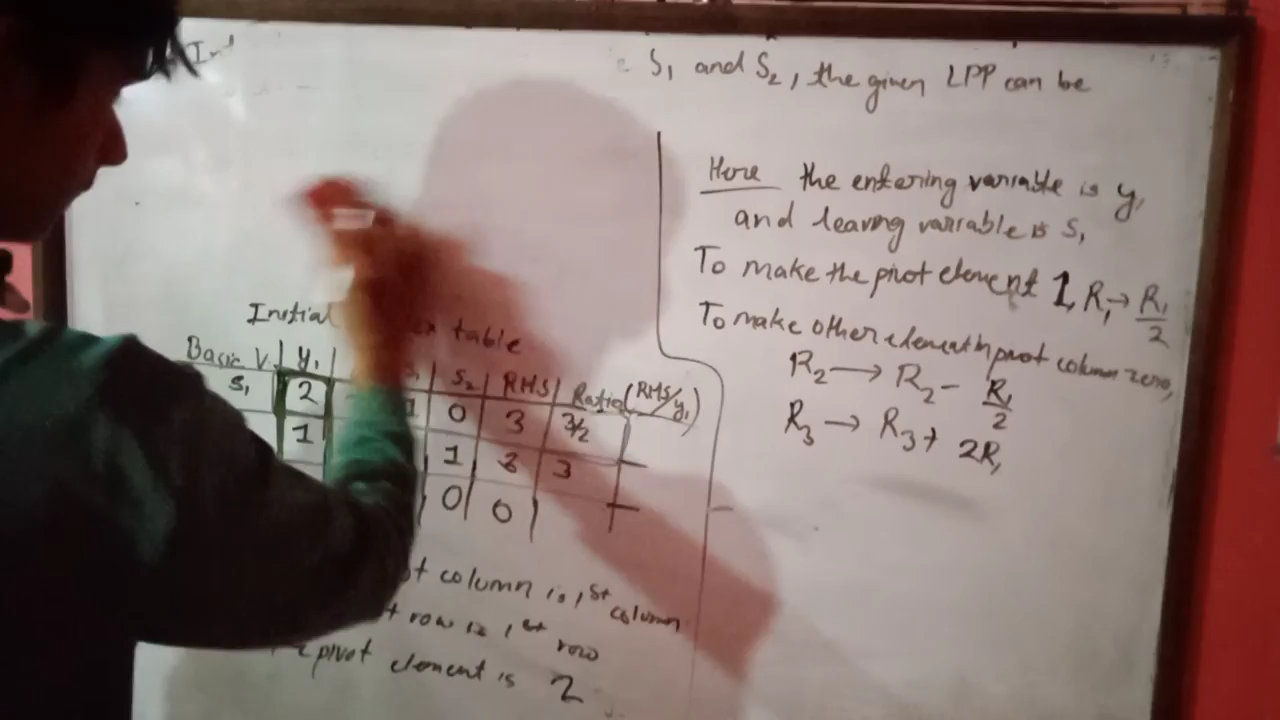 S₁ and S₂, the given LPP can be
Initial table
Basic V. y₁ S₂ RHS Ratio (RHS/y₁)
S₁ 2 1 0 3 3/2
1 1 3 3
0 0
column is 1st column
row is 1st row
pivot element is 2
Here the entering variable is y₁
and leaving variable is S₁
To make the pivot element 1, R₁→ R₁/2
To make other element in pivot column zero,
R₂ → R₂ - R₁/2
R₃ → R₃ + 2R₁